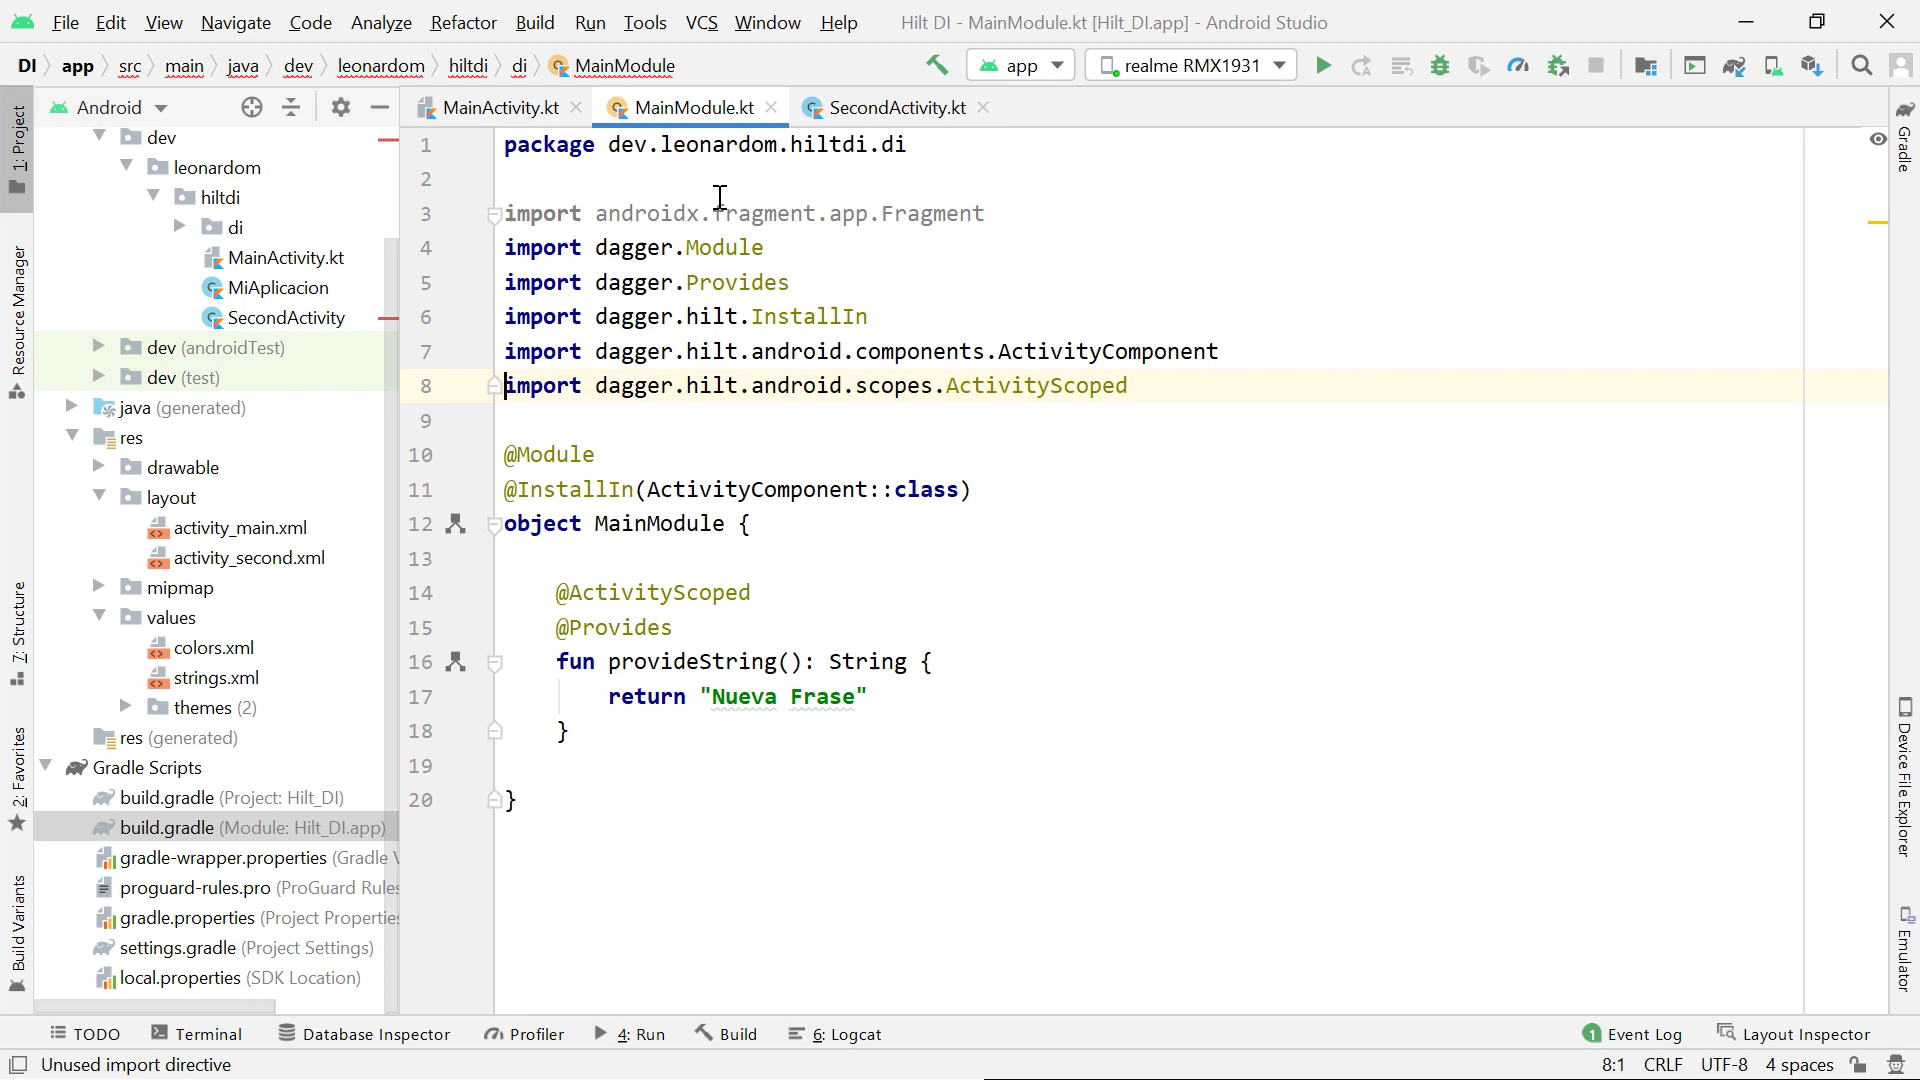 File Edit View Navigate Code Analyze Refactor Build Run Tools VCS Window Help Hilt DI - MainModule.kt [Hilt_DI.app] - Android Studio
DI app src main java dev leonardom hiltdi di MainModule app realme RMX1931
Android MainActivity.kt MainModule.kt SecondActivity.kt
1: Project
Resource Manager
7: Structure
2: Favorites
Build Variants
dev
leonardom
hiltdi
di
MainActivity.kt
MiAplicacion
SecondActivity
dev (androidTest)
dev (test)
java (generated)
res
drawable
layout
activity_main.xml
activity_second.xml
mipmap
values
colors.xml
strings.xml
themes (2)
res (generated)
Gradle Scripts
build.gradle (Project: Hilt_DI)
build.gradle (Module: Hilt_DI.app)
gradle-wrapper.properties (Gradle
proguard-rules.pro (ProGuard Rules
gradle.properties (Project Properties
settings.gradle (Project Settings)
local.properties (SDK Location)
1 package dev.leonardom.hiltdi.di
2
3 import androidx.fragment.app.Fragment
4 import dagger.Module
5 import dagger.Provides
6 import dagger.hilt.InstallIn
7 import dagger.hilt.android.components.ActivityComponent
8 import dagger.hilt.android.scopes.ActivityScoped
9
10 @Module
11 @InstallIn(ActivityComponent::class)
12 object MainModule {
13
14 @ActivityScoped
15 @Provides
16 fun provideString(): String {
17 return "Nueva Frase"
18 }
19
20 }
Gradle
Device File Explorer
Emulator
TODO Terminal Database Inspector Profiler 4: Run Build 6: Logcat 1 Event Log Layout Inspector
Unused import directive 8:1 CRLF UTF-8 4 spaces